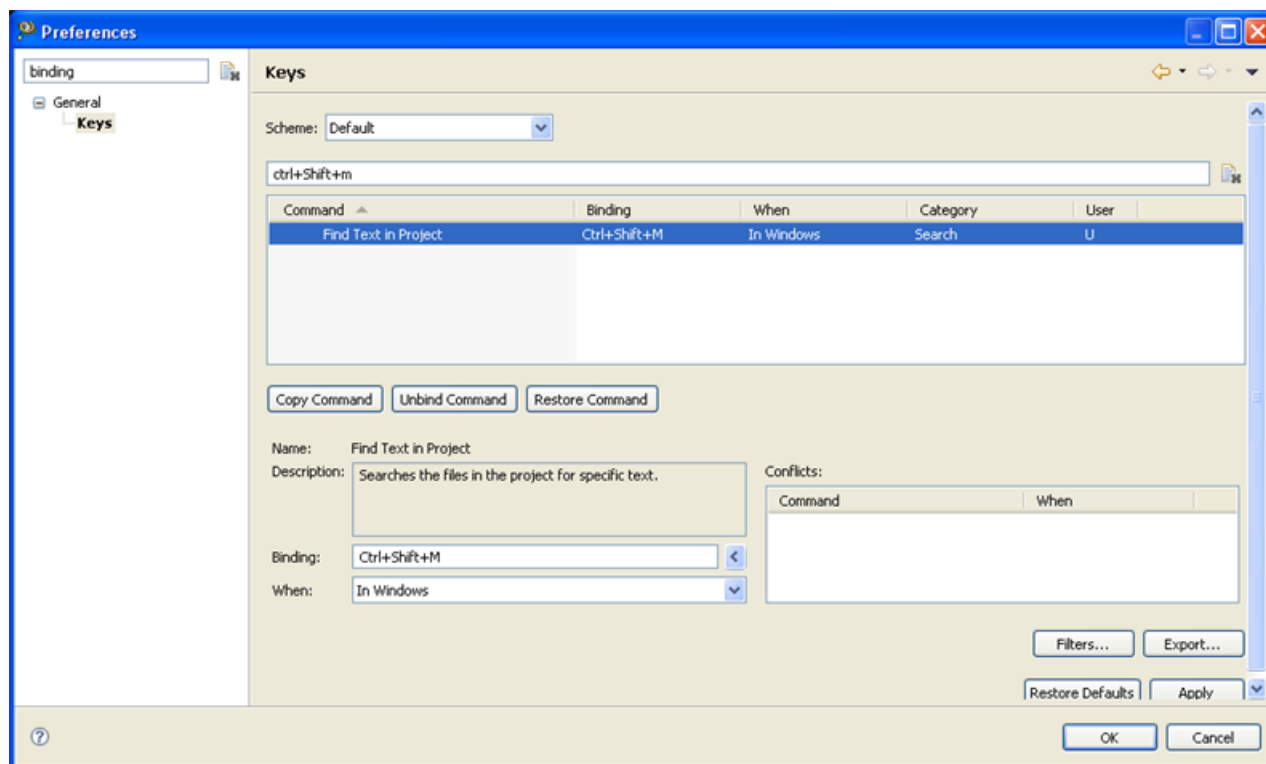 Preferences
binding
General
Keys
Keys
Scheme: Default
ctrl+Shift+m
Command Binding When Category User
Find Text in Project Ctrl+Shift+M In Windows Search U
Copy Command Unbind Command Restore Command
Name: Find Text in Project
Description: Searches the files in the project for specific text.
Conflicts:
Command When
Binding: Ctrl+Shift+M
When: In Windows
Filters... Export...
Restore Defaults Apply
OK Cancel